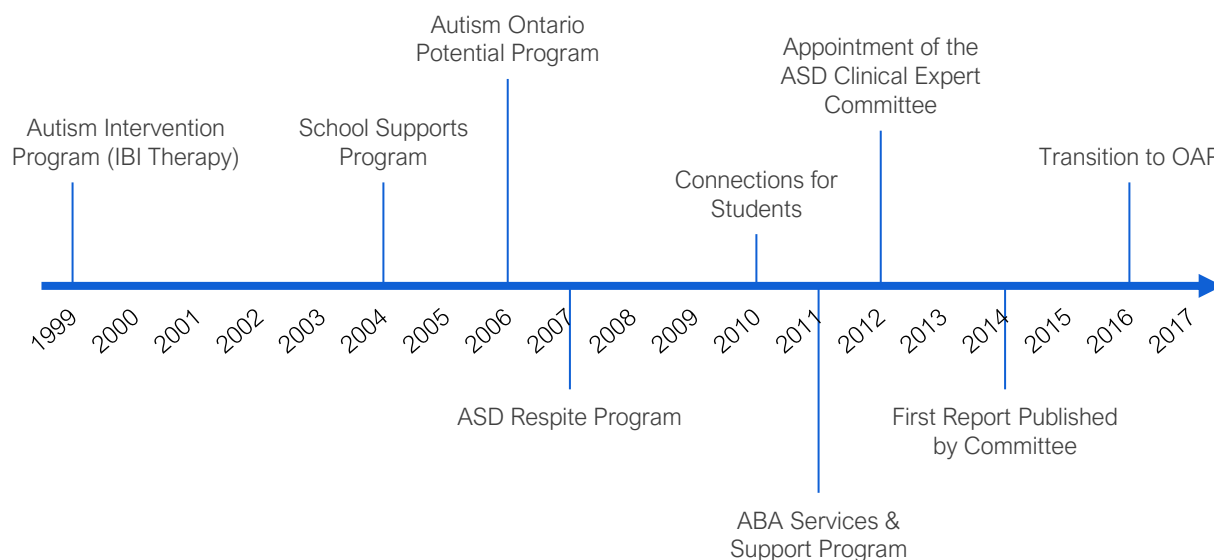 Autism Ontario
Potential Program
Appointment of the
ASD Clinical Expert
Committee
Autism Intervention
Program (IBI Therapy)
School Supports
Program
Transition to OAP
Connections for
Students
1999
2000
2001
2002
2003
2004
2005
2006
2007
2008
2009
2010
2011
2012
2013
2014
2015
2016
2017
ASD Respite Program
First Report Published
by Committee
ABA Services &
Support Program